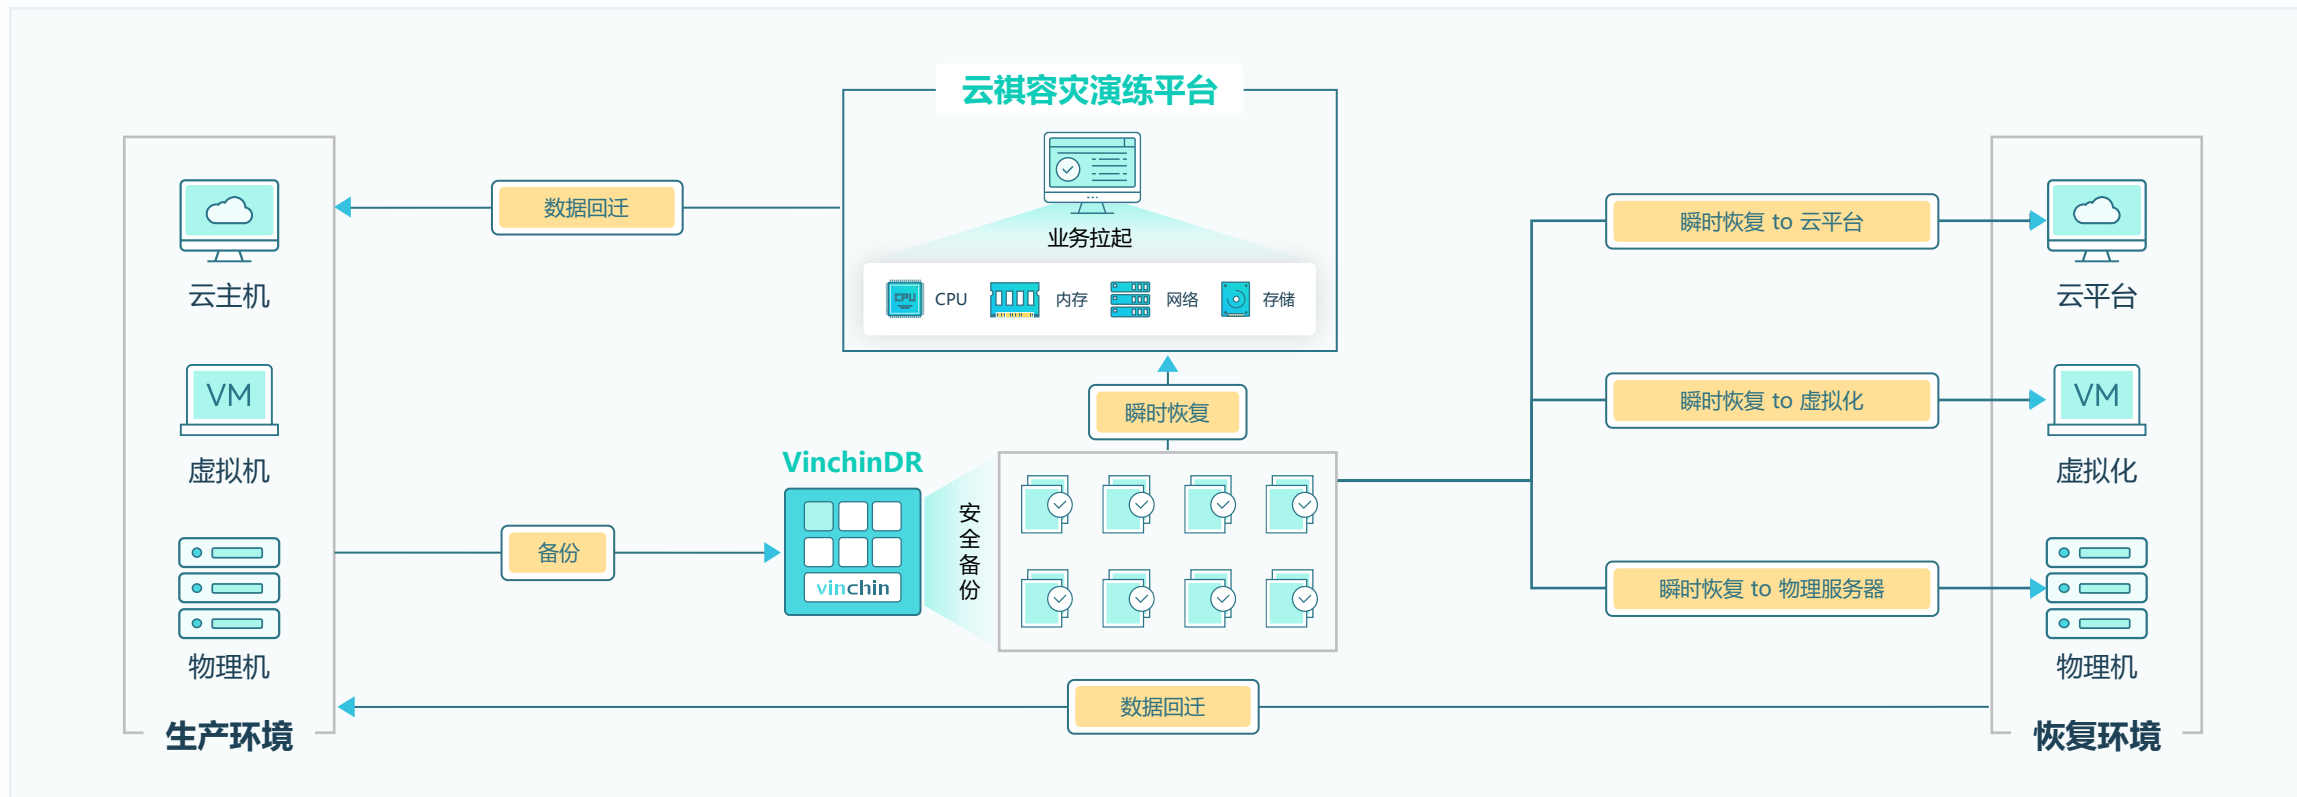 云祺容灾演练平台
业务拉起
CPU
CPU
内存
网络
存储
数据回迁
云主机
VM
虚拟机
物理机
生产环境
备份
VinchinDR
vinchin
安全备份
瞬时恢复
瞬时恢复 to 云平台
瞬时恢复 to 虚拟化
瞬时恢复 to 物理服务器
数据回迁
云平台
VM
虚拟化
物理机
恢复环境